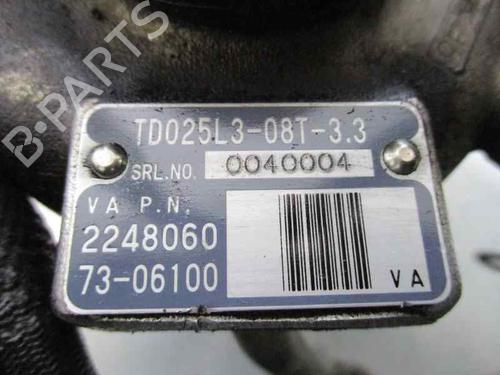 TD025L3-08T-3.3
SRL.NO. 0040004
VA P.N.
2248060
73-06100
VA
B-PARTS